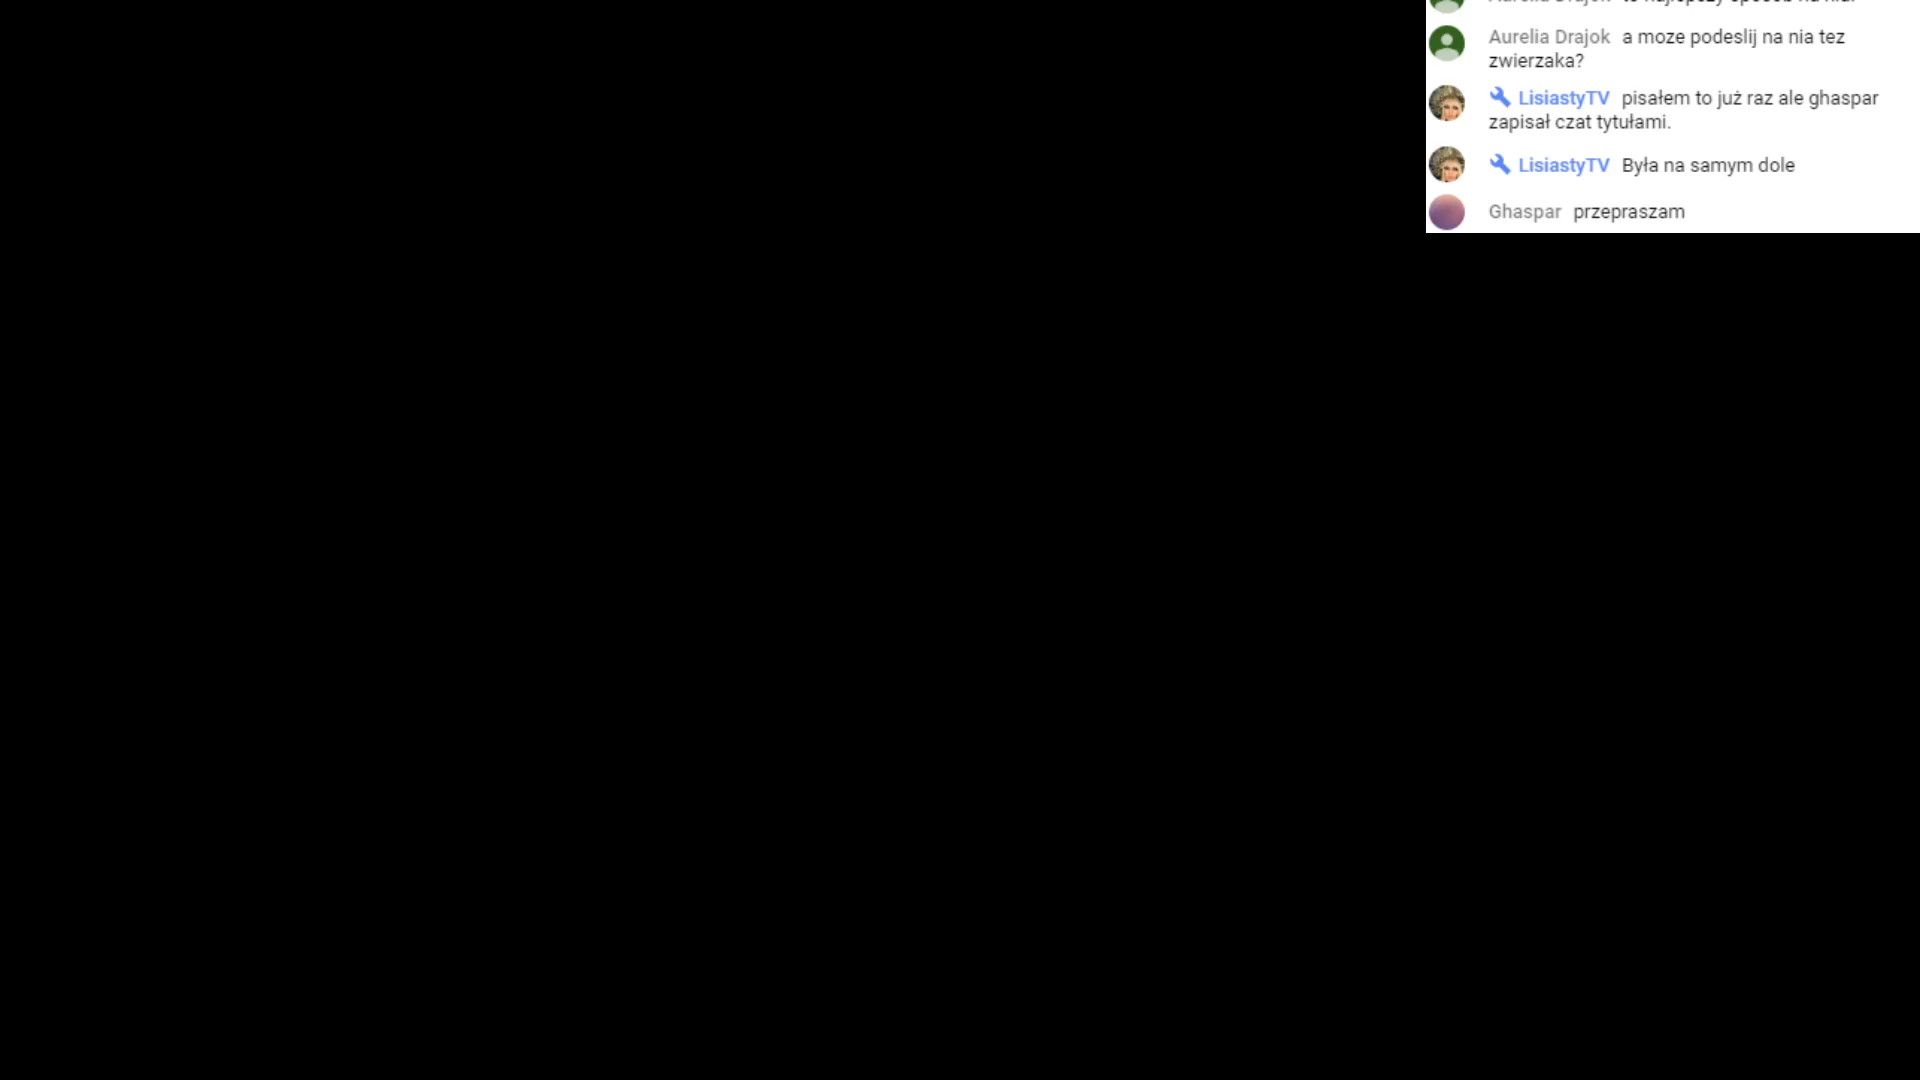 Aurelia Drajok a moze podeslij na nia tez
zwierzaka?
LisiastyTV pisałem to już raz ale ghaspar
zapisał czat tytułami.
LisiastyTV Była na samym dole
Ghaspar przepraszam